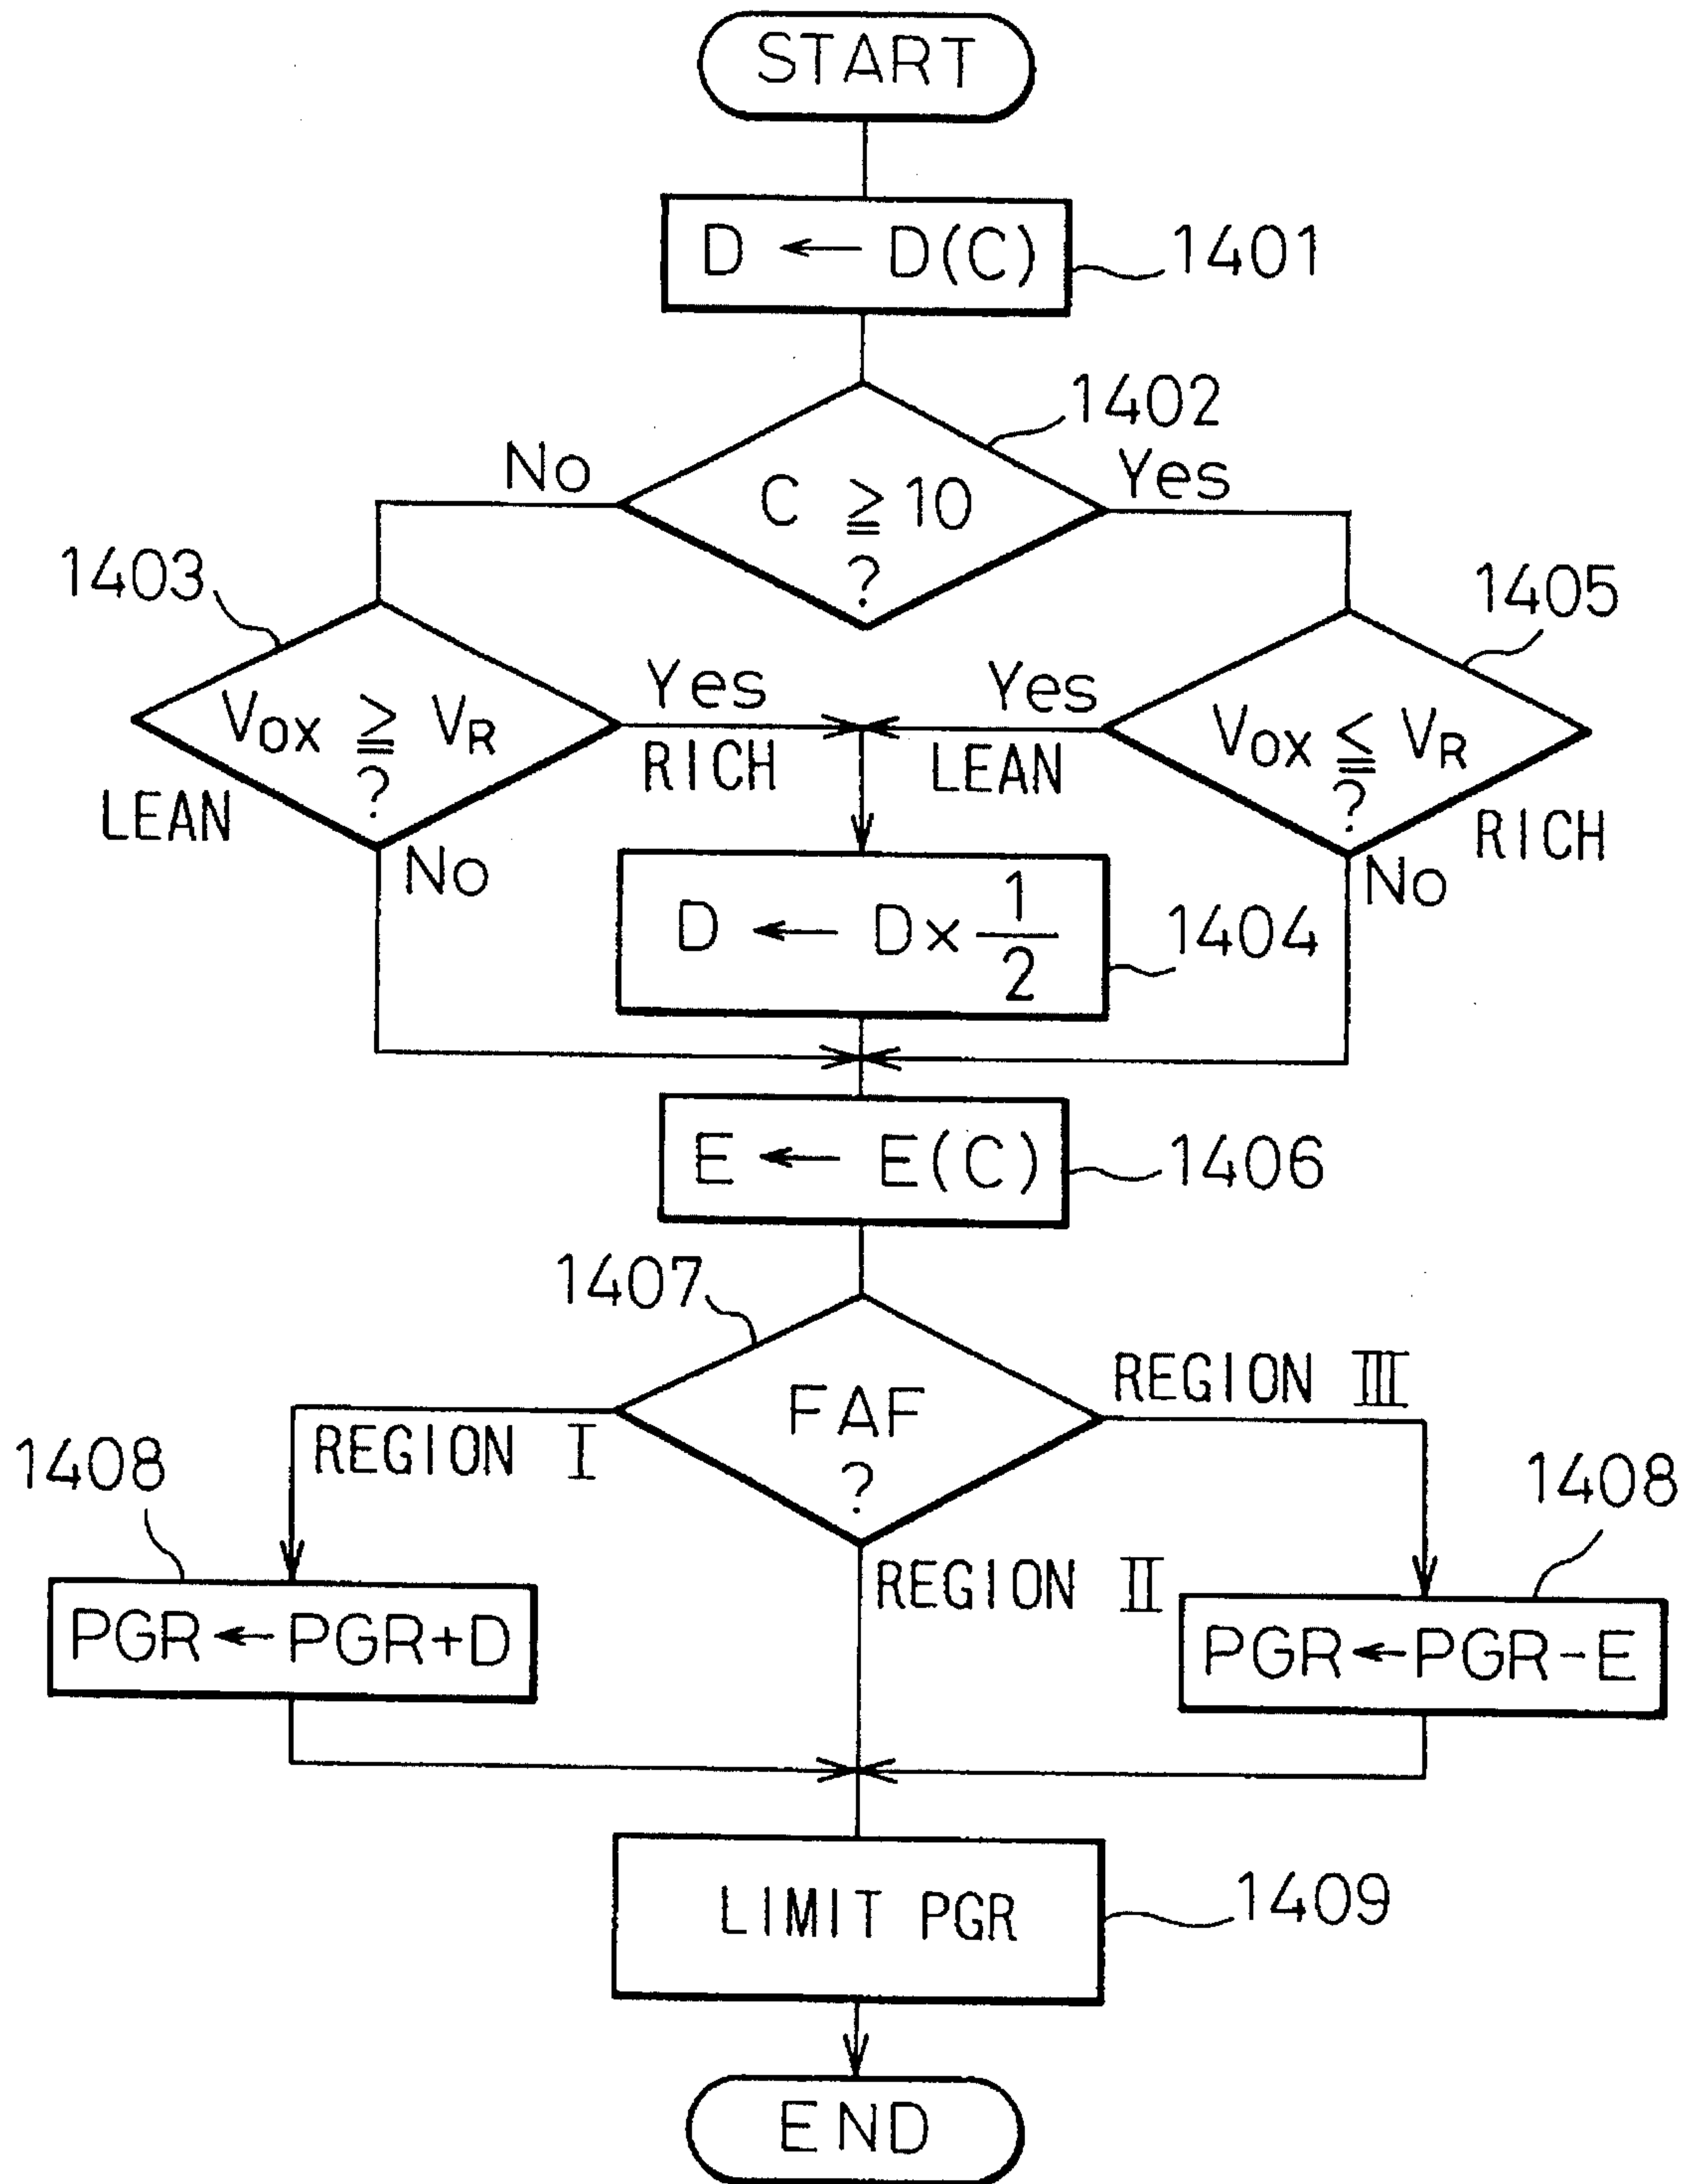 START
D ← D(C)
1401
1402
No
C ≧ 10
?
Yes
1403
1405
VOX ≧ VR
?
Yes
RICH
Yes
LEAN
VOX ≦ VR
?
LEAN
No
RICH
No
D ← D × 1/2
1404
E ← E(C)
1406
1407
FAF
?
REGION I
REGION III
1408
1408
REGION II
PGR ← PGR+D
PGR ← PGR-E
LIMIT PGR
1409
END